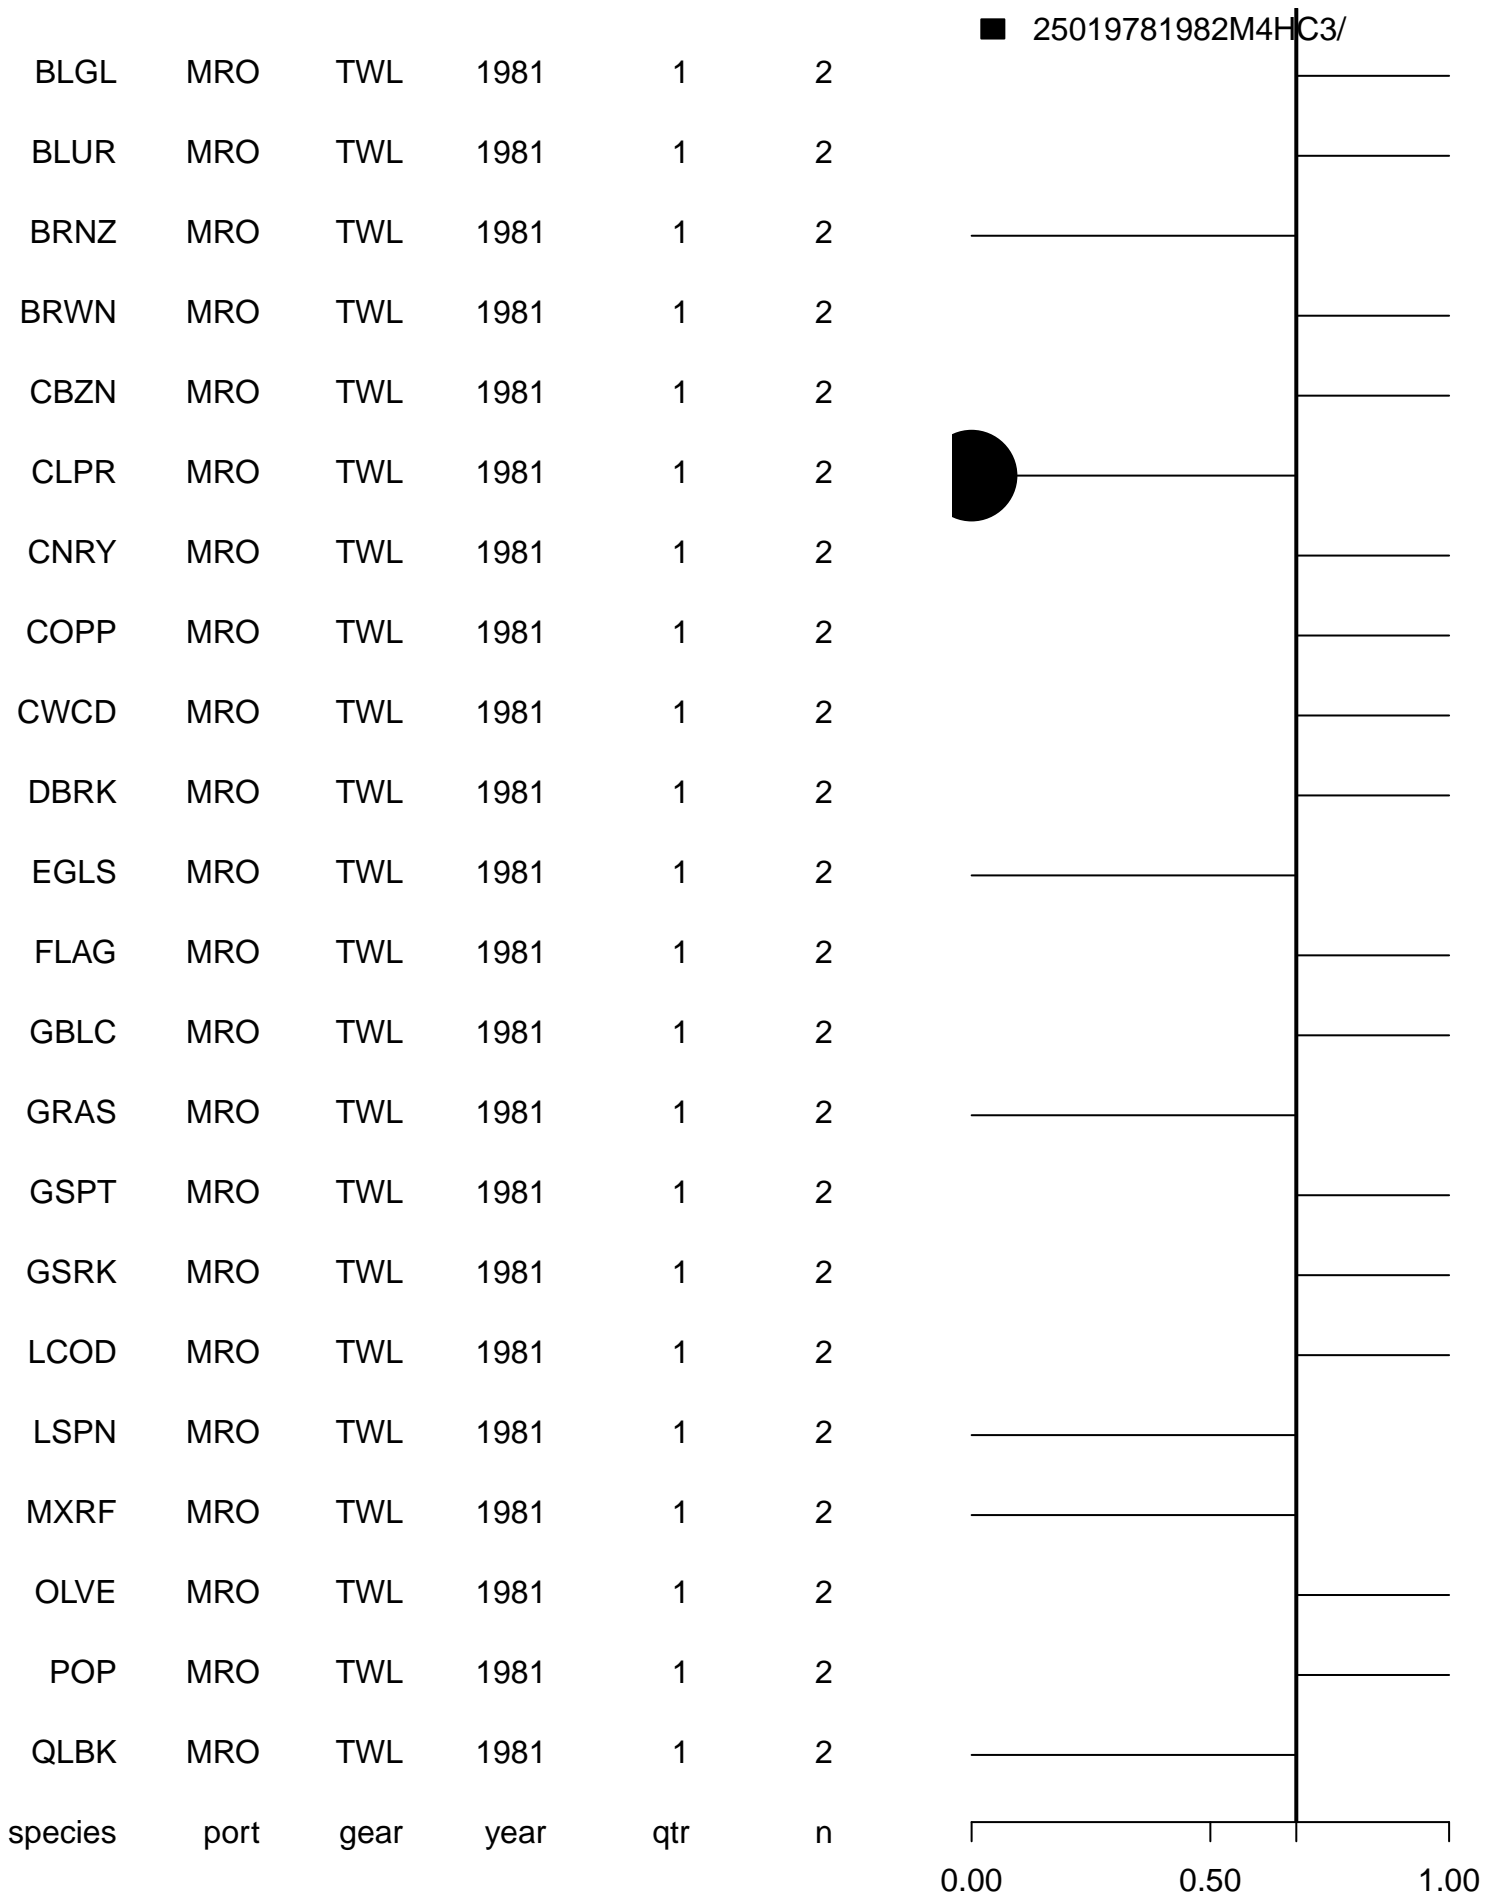 25019781982M4HC3/
BLGL MRO TWL 1981 1 2
BLUR MRO TWL 1981 1 2
BRNZ MRO TWL 1981 1 2
BRWN MRO TWL 1981 1 2
CBZN MRO TWL 1981 1 2
CLPR MRO TWL 1981 1 2
CNRY MRO TWL 1981 1 2
COPP MRO TWL 1981 1 2
CWCD MRO TWL 1981 1 2
DBRK MRO TWL 1981 1 2
EGLS MRO TWL 1981 1 2
FLAG MRO TWL 1981 1 2
GBLC MRO TWL 1981 1 2
GRAS MRO TWL 1981 1 2
GSPT MRO TWL 1981 1 2
GSRK MRO TWL 1981 1 2
LCOD MRO TWL 1981 1 2
LSPN MRO TWL 1981 1 2
MXRF MRO TWL 1981 1 2
OLVE MRO TWL 1981 1 2
POP MRO TWL 1981 1 2
QLBK MRO TWL 1981 1 2
species port gear year qtr n
0.00 0.50 1.00